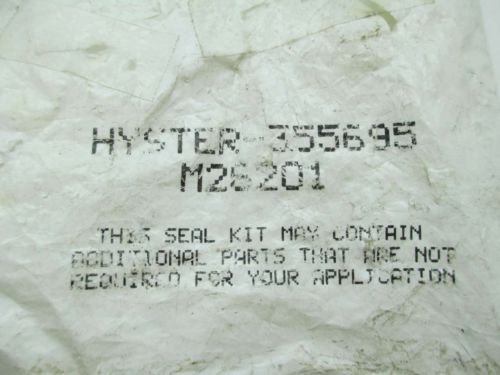 HYSTER-355695
M26201
THIS SEAL KIT MAY CONTAIN
ADDITIONAL PARTS THAT ARE NOT
REQUIRED FOR YOUR APPLICATION